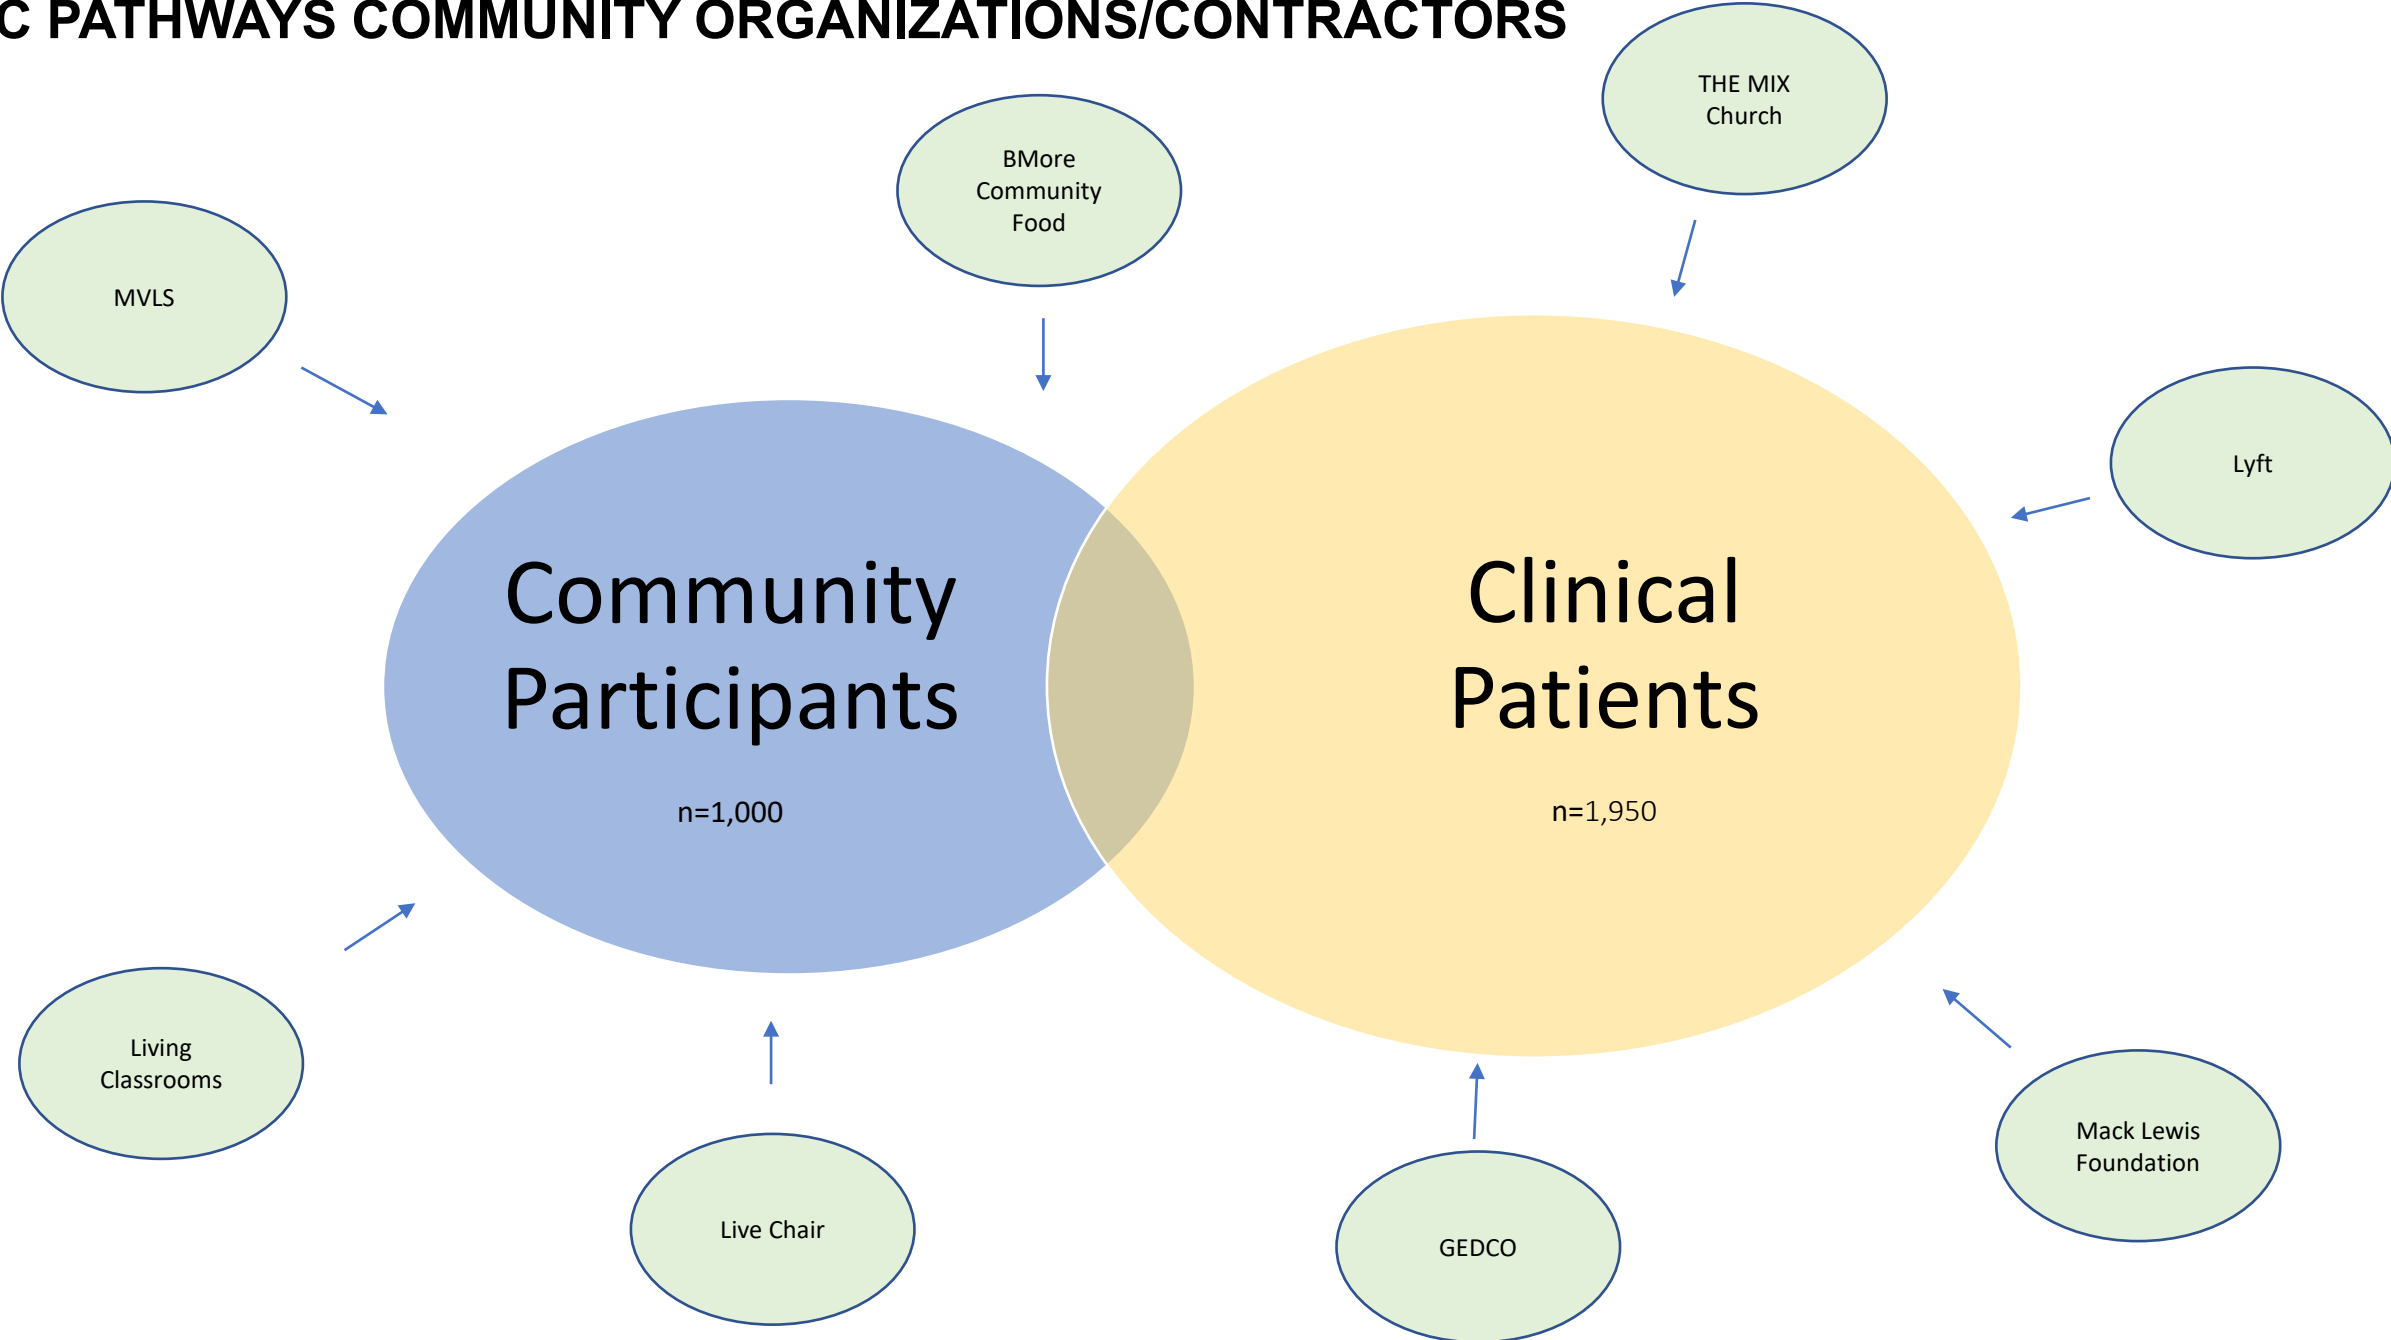 C PATHWAYS COMMUNITY ORGANIZATIONS/CONTRACTORS
THE MIX
Church
BMore
Community
Food
MVLS
Lyft
Community
Participants
n=1,000
Clinical
Patients
n=1,950
Living
Classrooms
Live Chair
GEDCO
Mack Lewis
Foundation